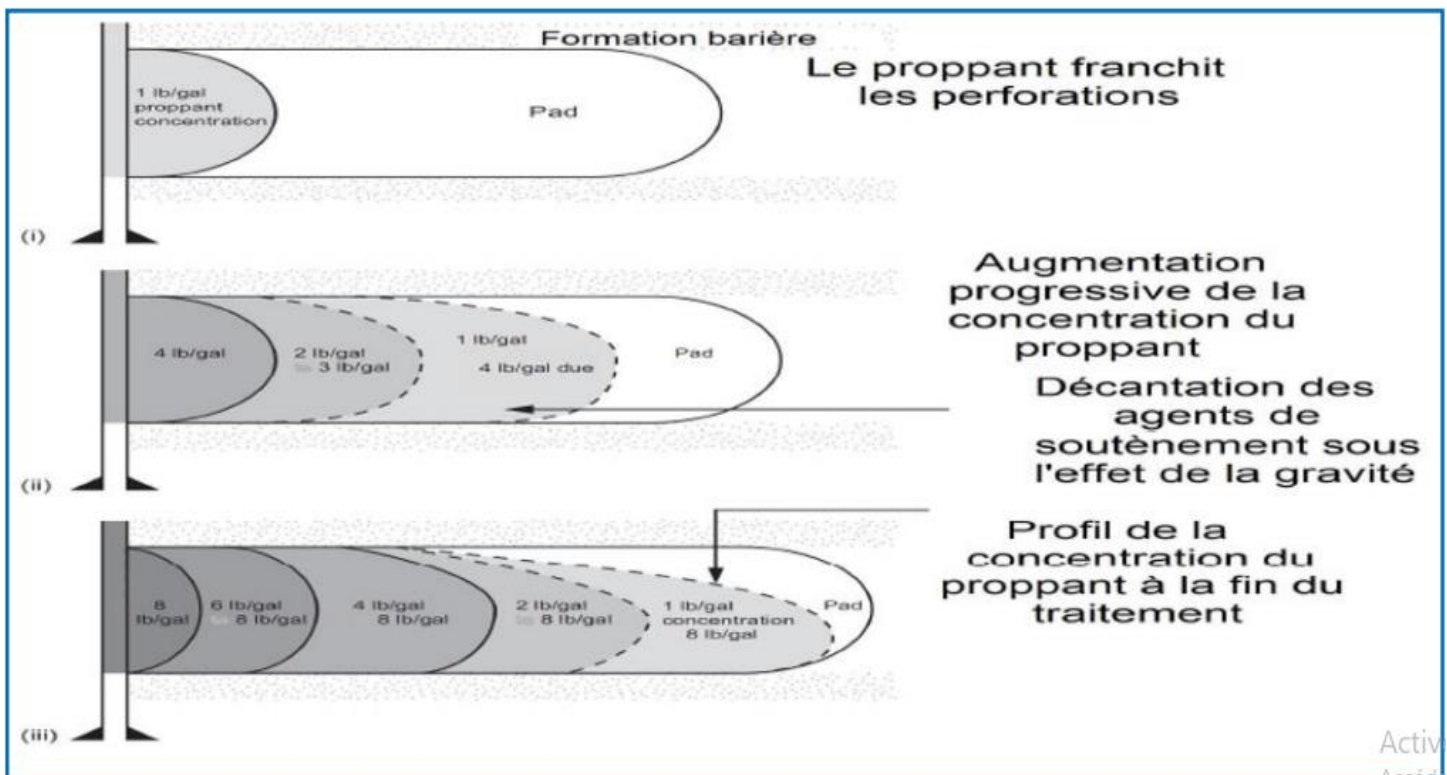 Formation barière
Le proppant franchit
les perforations
1 lb/gal
proppant
concentration
Pad
(i)
Augmentation
progressive de la
concentration du
proppant
4 lb/gal
2 lb/gal
3 lb/gal
1 lb/gal
4 lb/gal due
Pad
Décantation des
agents de
soutènement sous
l'effet de la gravité
(ii)
Profil de la
concentration du
proppant à la fin du
traitement
8
lb/gal
6 lb/gal
8 lb/gal
4 lb/gal
8 lb/gal
2 lb/gal
8 lb/gal
1 lb/gal
concentration
8 lb/gal
Pad
(iii)
Activ